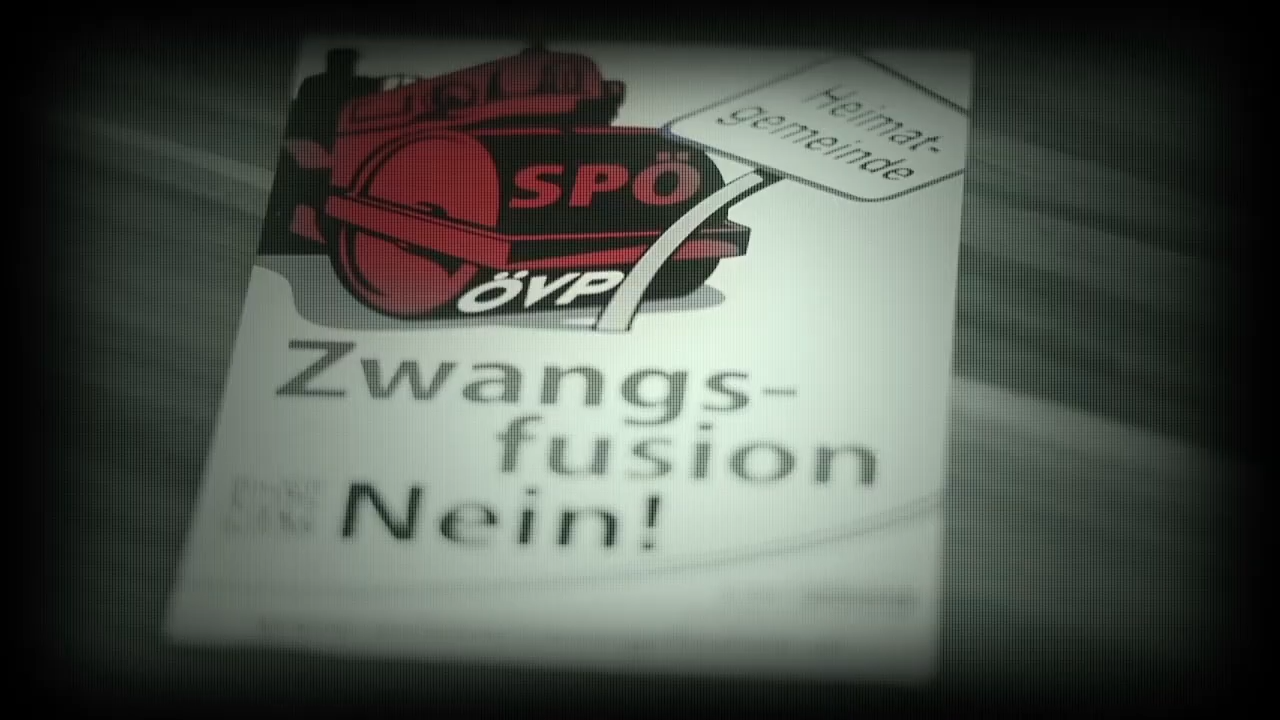 Heimat-
gemeinde
SPÖ
ÖVP
Zwangs-
fusion
Nein!